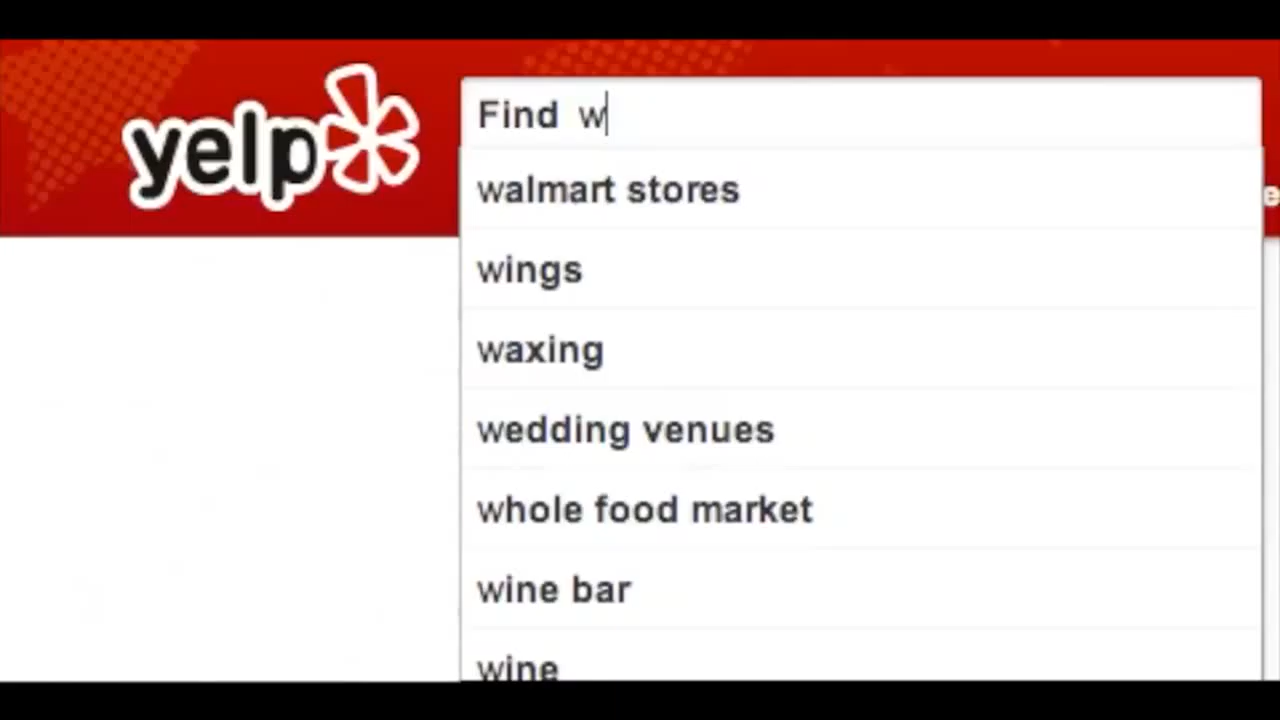 yelp
Find w
walmart stores
wings
waxing
wedding venues
whole food market
wine bar
wine